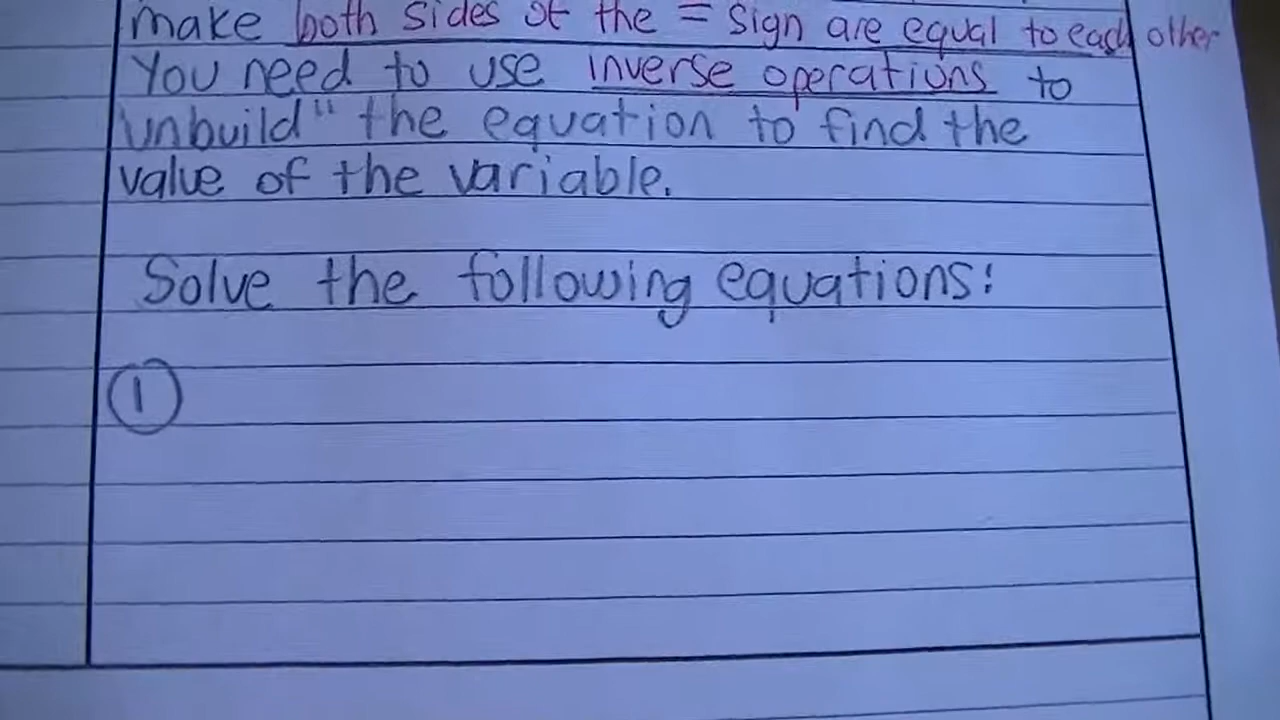 make both sides of the = sign are equal to each other
You need to use inverse operations to
unbuild" the equation to find the
value of the variable.
Solve the following equations:
1